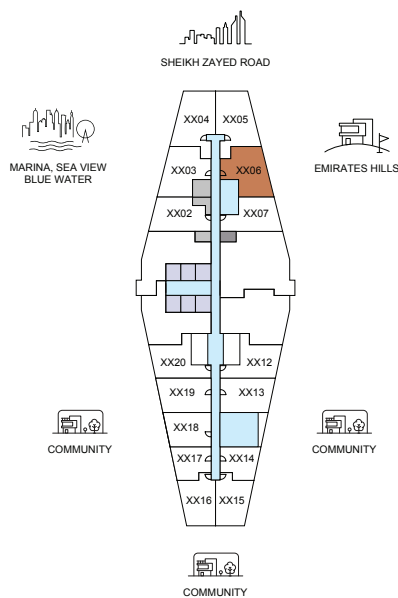 SHEIKH ZAYED ROAD
XX04 XX05
MARINA, SEA VIEW
BLUE WATER
EMIRATES HILLS
XX03 XX06
XX02 XX07
XX20 XX12
XX19 XX13
XX18
XX17 XX14
XX16 XX15
COMMUNITY
COMMUNITY
COMMUNITY